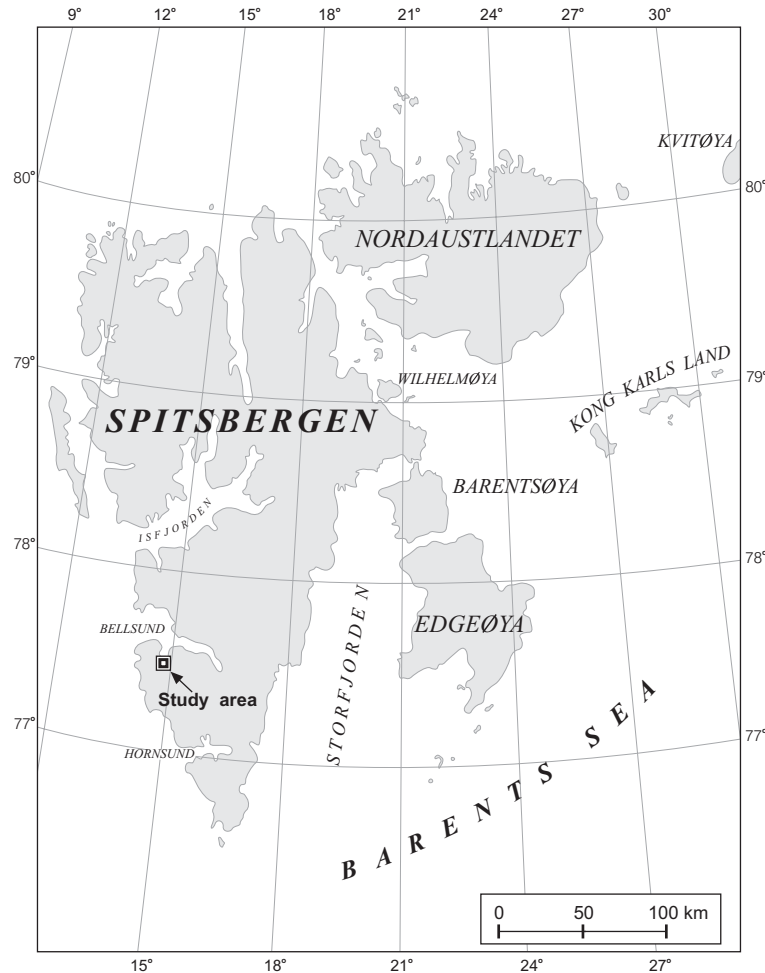 9° 12° 15° 18° 21° 24° 27° 30°
KVITØYA
80° 80°
NORDAUSTLANDET
79° 79°
WILHELMØYA
KONG KARLS LAND
SPITSBERGEN
BARENTSØYA
ISFJORDEN
78° 78°
STORFJORDEN
EDGEØYA
BELLSUND
Study area
77° 77°
HORNSUND
BARENTS SEA
0 50 100 km
15° 18° 21° 24° 27°